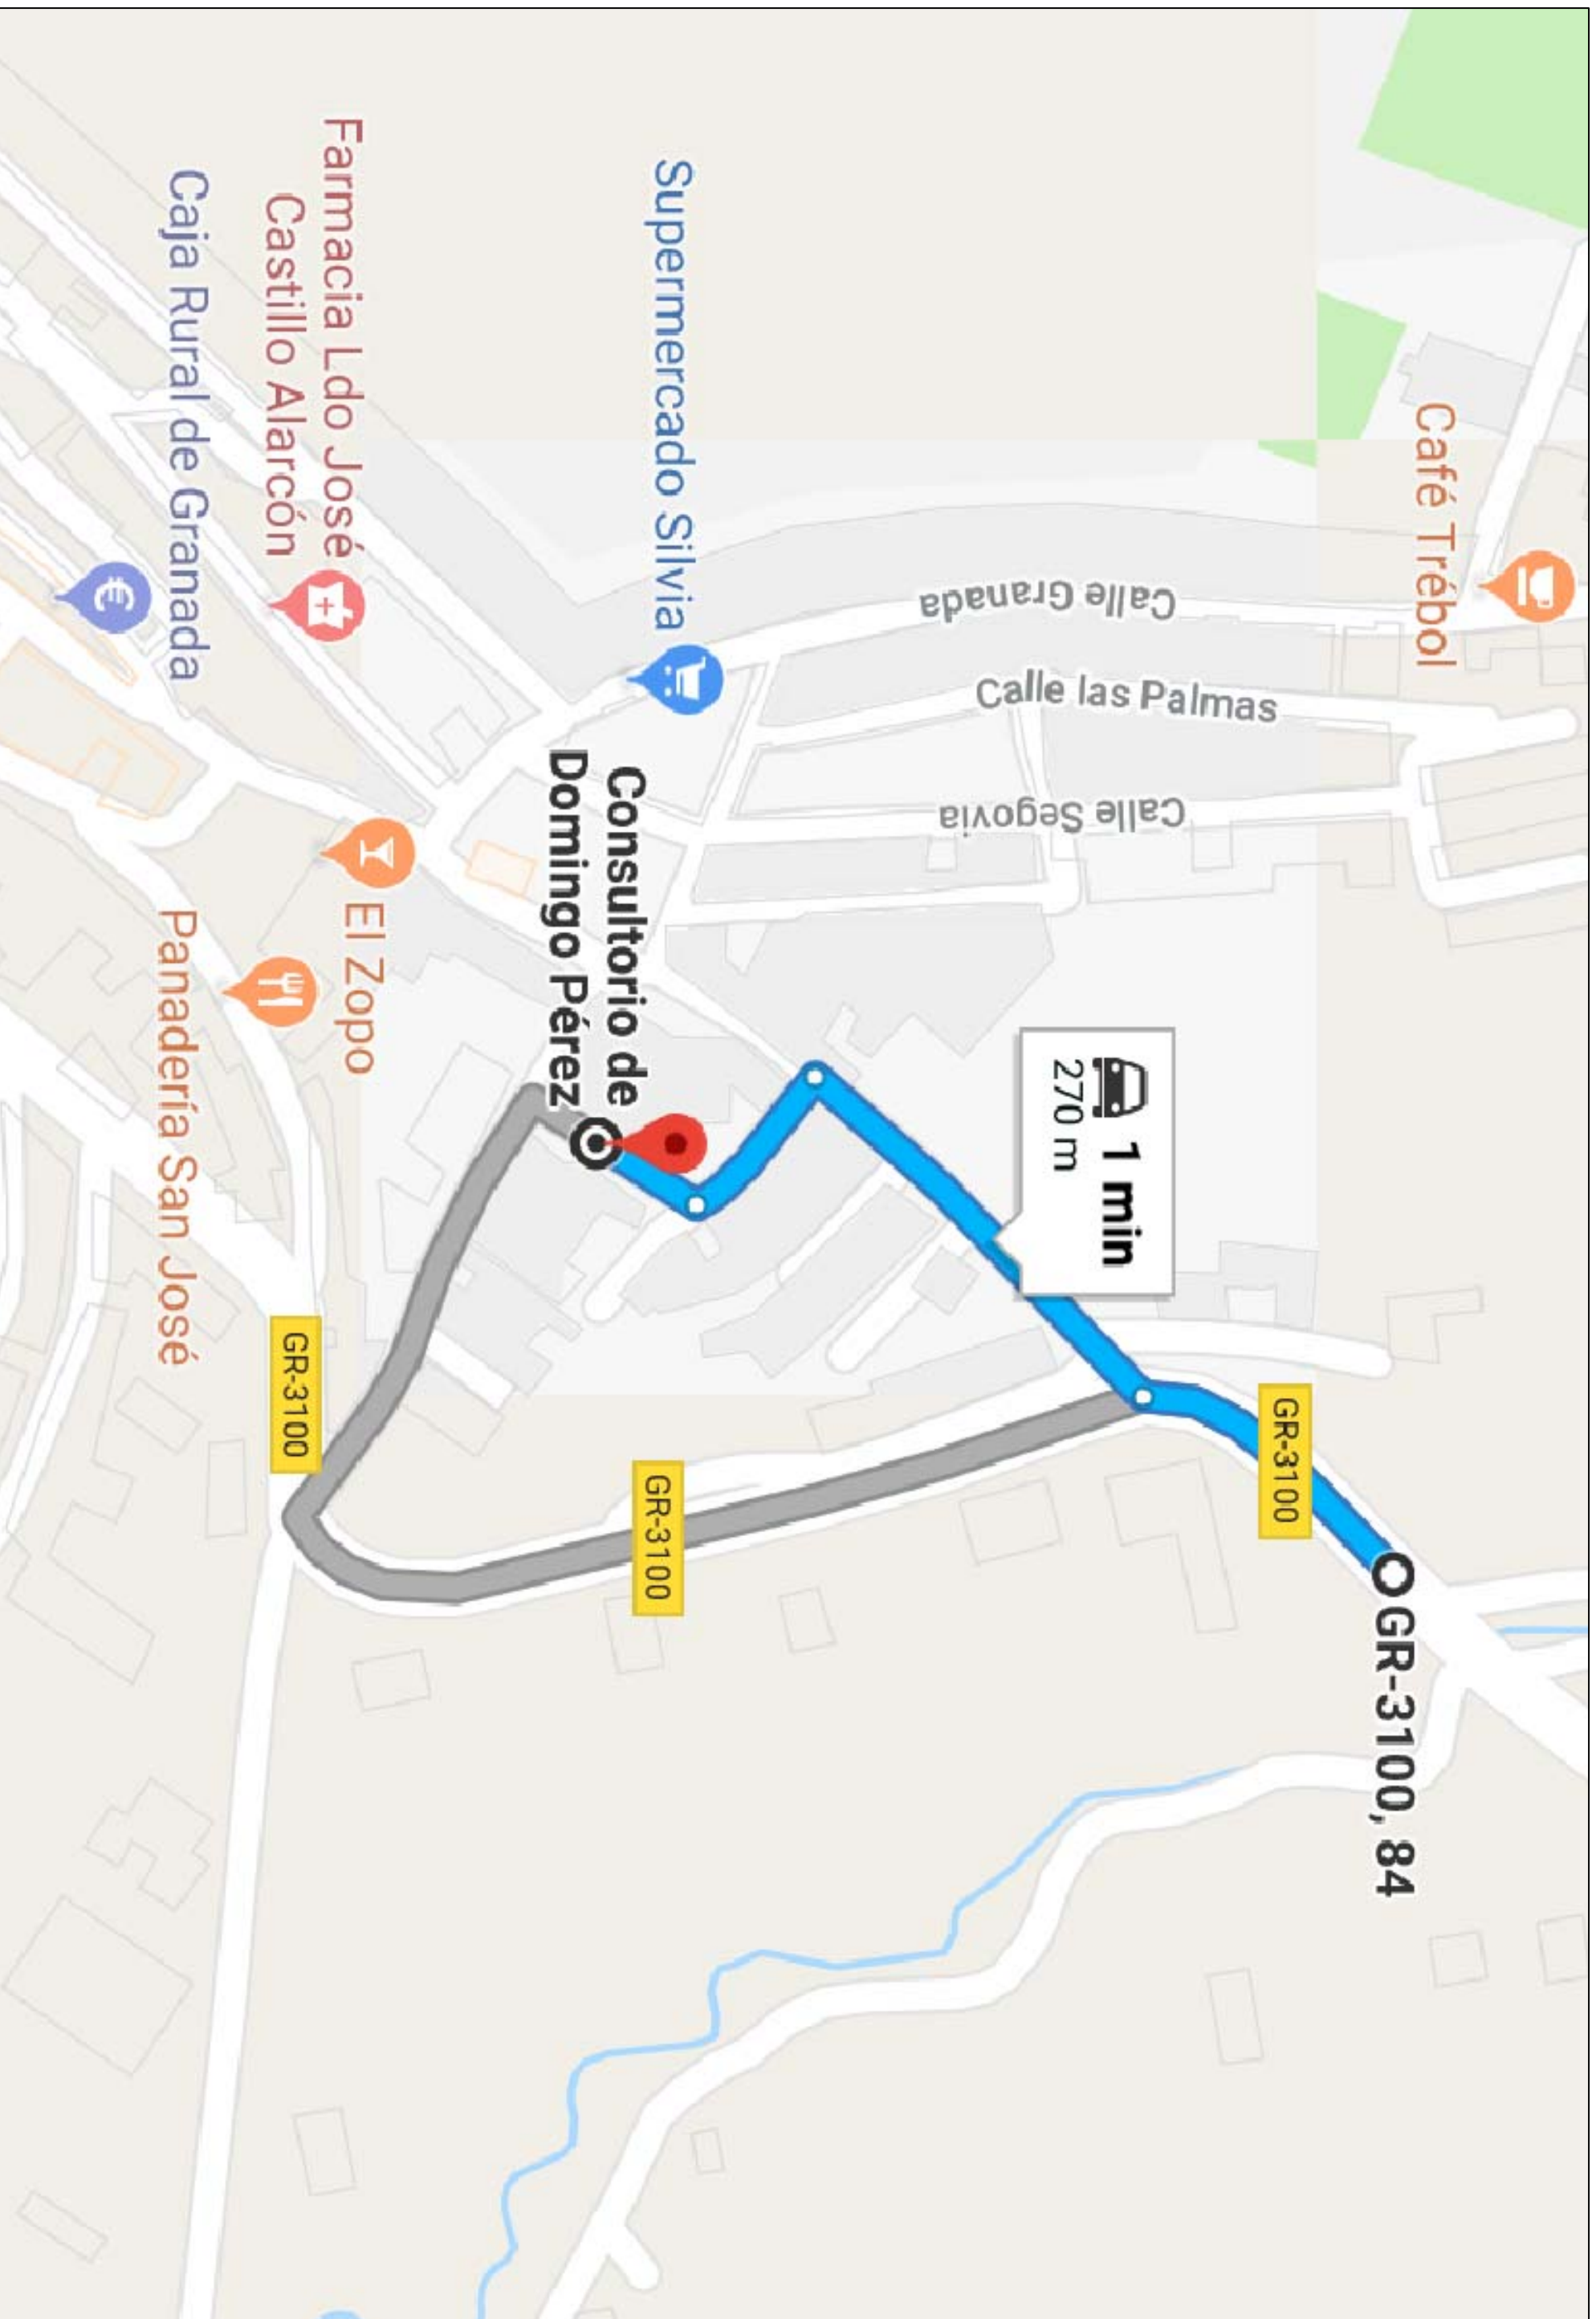 Café Trébol
Calle Granada
Calle las Palmas
Calle Segovia
GR-3100, 84
GR-3100
1 min
270 m
Supermercado Silvia
Consultorio de
Domingo Pérez
GR-3100
Farmacia Ldo José
Castillo Alarcón
El Zopo
GR-3100
Caja Rural de Granada
€
Panadería San José